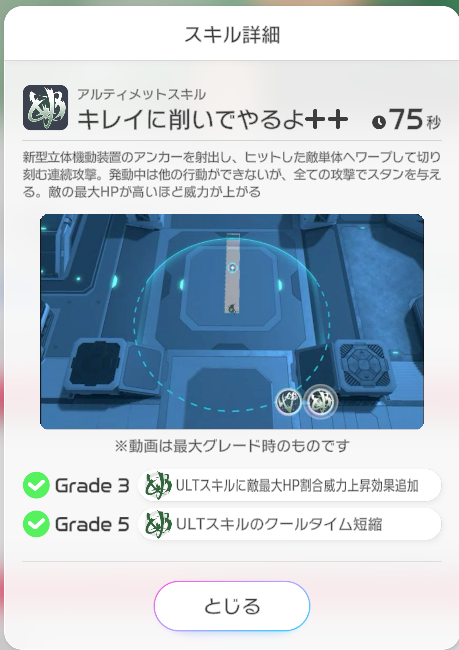 スキル詳細
アルティメットスキル
キレイに削いでやるよ++ 75秒
新型立体機動装置のアンカーを射出し、ヒットした敵単体へワープして切り
刻む連続攻撃。発動中は他の行動ができないが、全ての攻撃でスタンを与え
る。敵の最大HPが高いほど威力が上がる
※動画は最大グレード時のものです
Grade 3 ULTスキルに敵最大HP割合威力上昇効果追加
Grade 5 ULTスキルのクールタイム短縮
とじる